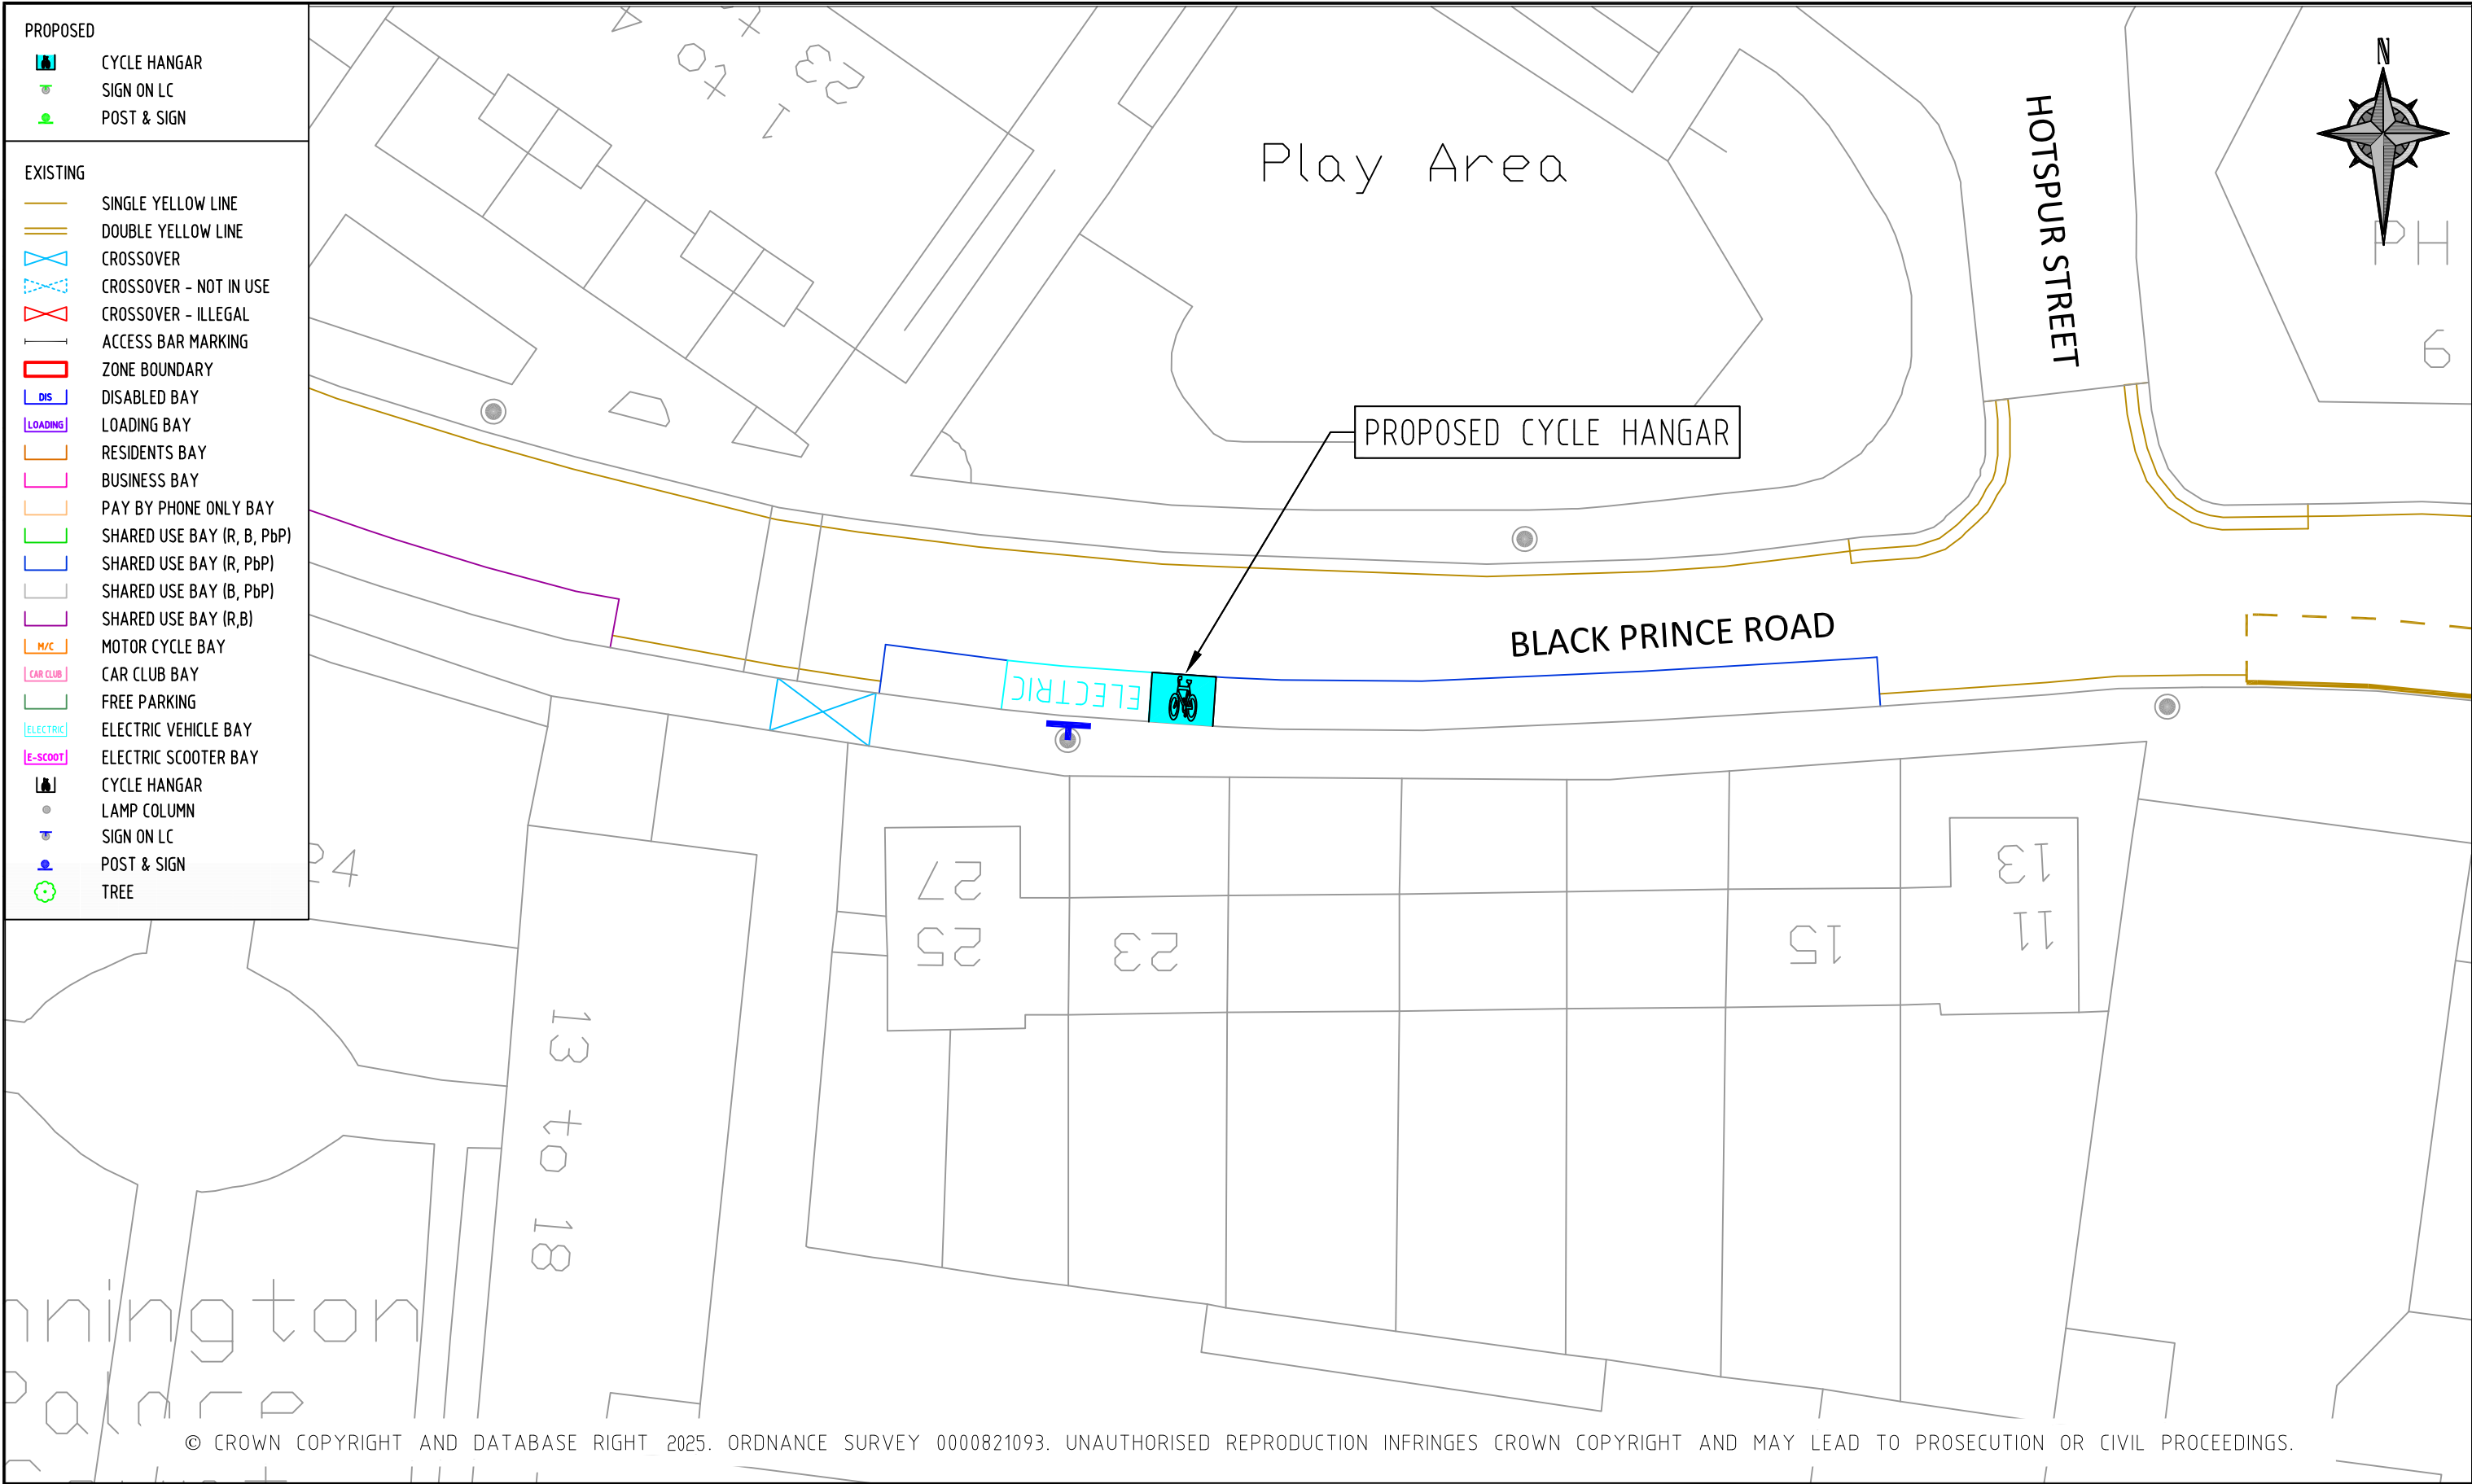 PROPOSED
CYCLE HANGAR
SIGN ON LC
POST & SIGN
EXISTING
SINGLE YELLOW LINE
DOUBLE YELLOW LINE
CROSSOVER
CROSSOVER - NOT IN USE
CROSSOVER - ILLEGAL
ACCESS BAR MARKING
ZONE BOUNDARY
DIS DISABLED BAY
LOADING LOADING BAY
RESIDENTS BAY
BUSINESS BAY
PAY BY PHONE ONLY BAY
SHARED USE BAY (R, B, PbP)
SHARED USE BAY (R, PbP)
SHARED USE BAY (B, PbP)
SHARED USE BAY (R,B)
M/C MOTOR CYCLE BAY
CAR CLUB CAR CLUB BAY
FREE PARKING
ELECTRIC ELECTRIC VEHICLE BAY
E-SCOOT ELECTRIC SCOOTER BAY
CYCLE HANGAR
LAMP COLUMN
SIGN ON LC
POST & SIGN
TREE
N
Play Area
HOTSPUR STREET
PH
6
PROPOSED CYCLE HANGAR
BLACK PRINCE ROAD
ELECTRIC
27
25
23
15
13
11
13 to 18
nnington
© CROWN COPYRIGHT AND DATABASE RIGHT 2025. ORDNANCE SURVEY 0000821093. UNAUTHORISED REPRODUCTION INFRINGES CROWN COPYRIGHT AND MAY LEAD TO PROSECUTION OR CIVIL PROCEEDINGS.